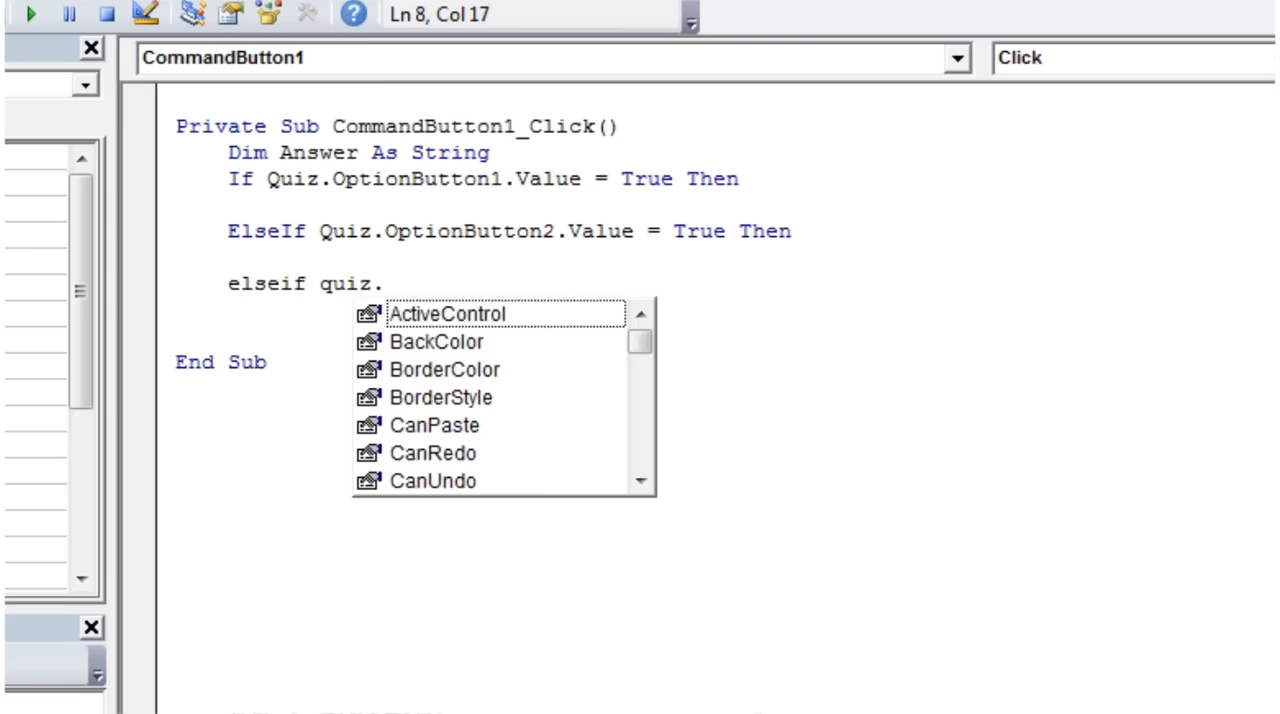 Ln 8, Col 17
CommandButton1
Click
Private Sub CommandButton1_Click()
Dim Answer As String
If Quiz.OptionButton1.Value = True Then
ElseIf Quiz.OptionButton2.Value = True Then
elseif quiz.
ActiveControl
BackColor
BorderColor
BorderStyle
CanPaste
CanRedo
CanUndo
End Sub